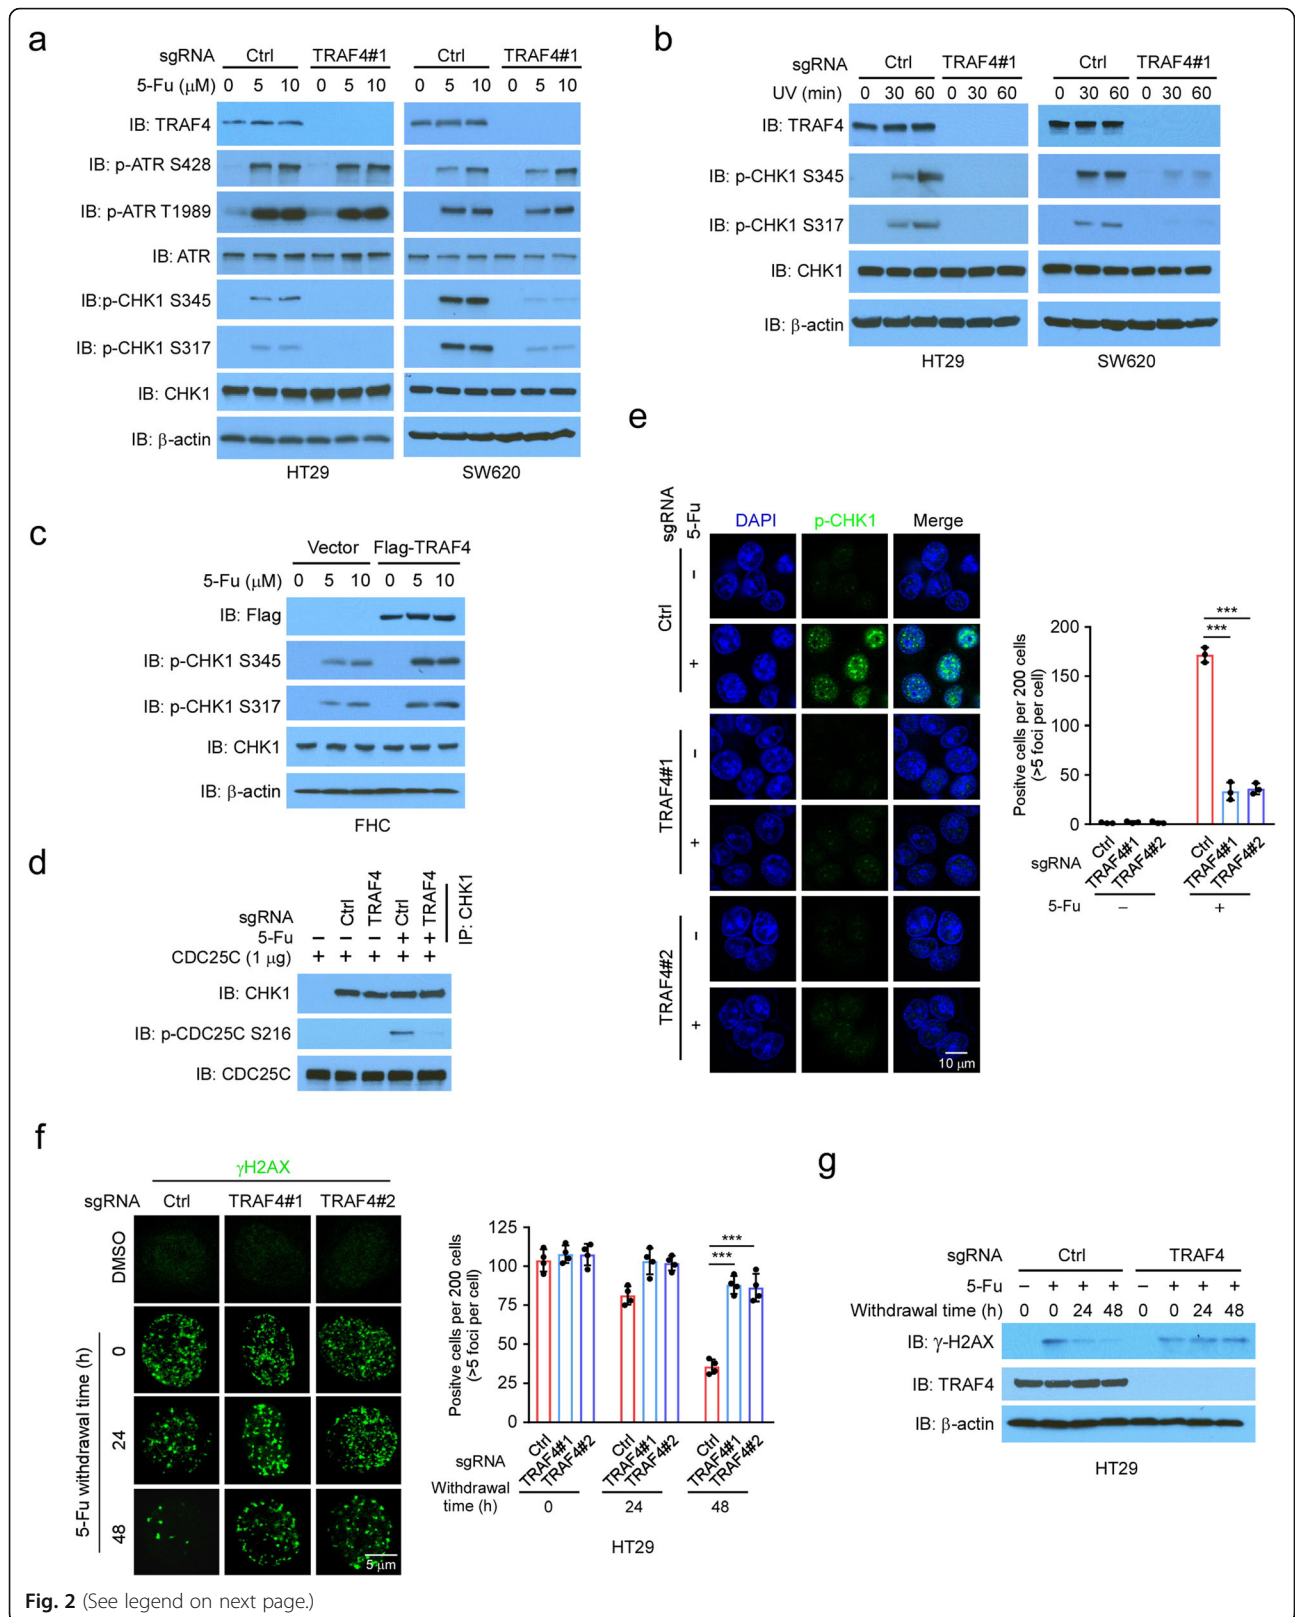 a
sgRNA Ctrl TRAF4#1 Ctrl TRAF4#1
5-Fu (μM) 0 5 10 0 5 10 0 5 10 0 5 10
IB: TRAF4
IB: p-ATR S428
IB: p-ATR T1989
IB: ATR
IB:p-CHK1 S345
IB: p-CHK1 S317
IB: CHK1
IB: β-actin
HT29 SW620
b
sgRNA Ctrl TRAF4#1 Ctrl TRAF4#1
UV (min) 0 30 60 0 30 60 0 30 60 0 30 60
IB: TRAF4
IB: p-CHK1 S345
IB: p-CHK1 S317
IB: CHK1
IB: β-actin
HT29 SW620
c
Vector Flag-TRAF4
5-Fu (μM) 0 5 10 0 5 10
IB: Flag
IB: p-CHK1 S345
IB: p-CHK1 S317
IB: CHK1
IB: β-actin
FHC
d
sgRNA Ctrl TRAF4 Ctrl TRAF4 IP: CHK1
5-Fu – – – + +
CDC25C (1 μg) + + + + +
IB: CHK1
IB: p-CDC25C S216
IB: CDC25C
e
sgRNA 5-Fu DAPI p-CHK1 Merge
Ctrl
–
+
TRAF4#1
–
+
TRAF4#2
–
+
10 μm
Positve cells per 200 cells
(>5 foci per cell)
200
150
100
50
0
*** 
***
sgRNA Ctrl TRAF4#1 TRAF4#2 Ctrl TRAF4#1 TRAF4#2
5-Fu – +
f
γH2AX
sgRNA Ctrl TRAF4#1 TRAF4#2
DMSO
5-Fu withdrawal time (h)
0
24
48
5 μm
Positve cells per 200 cells
(>5 foci per cell)
125
100
75
50
25
0
***
***
sgRNA Ctrl TRAF4#1 TRAF4#2 Ctrl TRAF4#1 TRAF4#2 Ctrl TRAF4#1 TRAF4#2
Withdrawal
time (h) 0 24 48
HT29
g
sgRNA Ctrl TRAF4
5-Fu – + + + – + + +
Withdrawal time (h) 0 0 24 48 0 0 24 48
IB: γ-H2AX
IB: TRAF4
IB: β-actin
HT29
Fig. 2 (See legend on next page.)